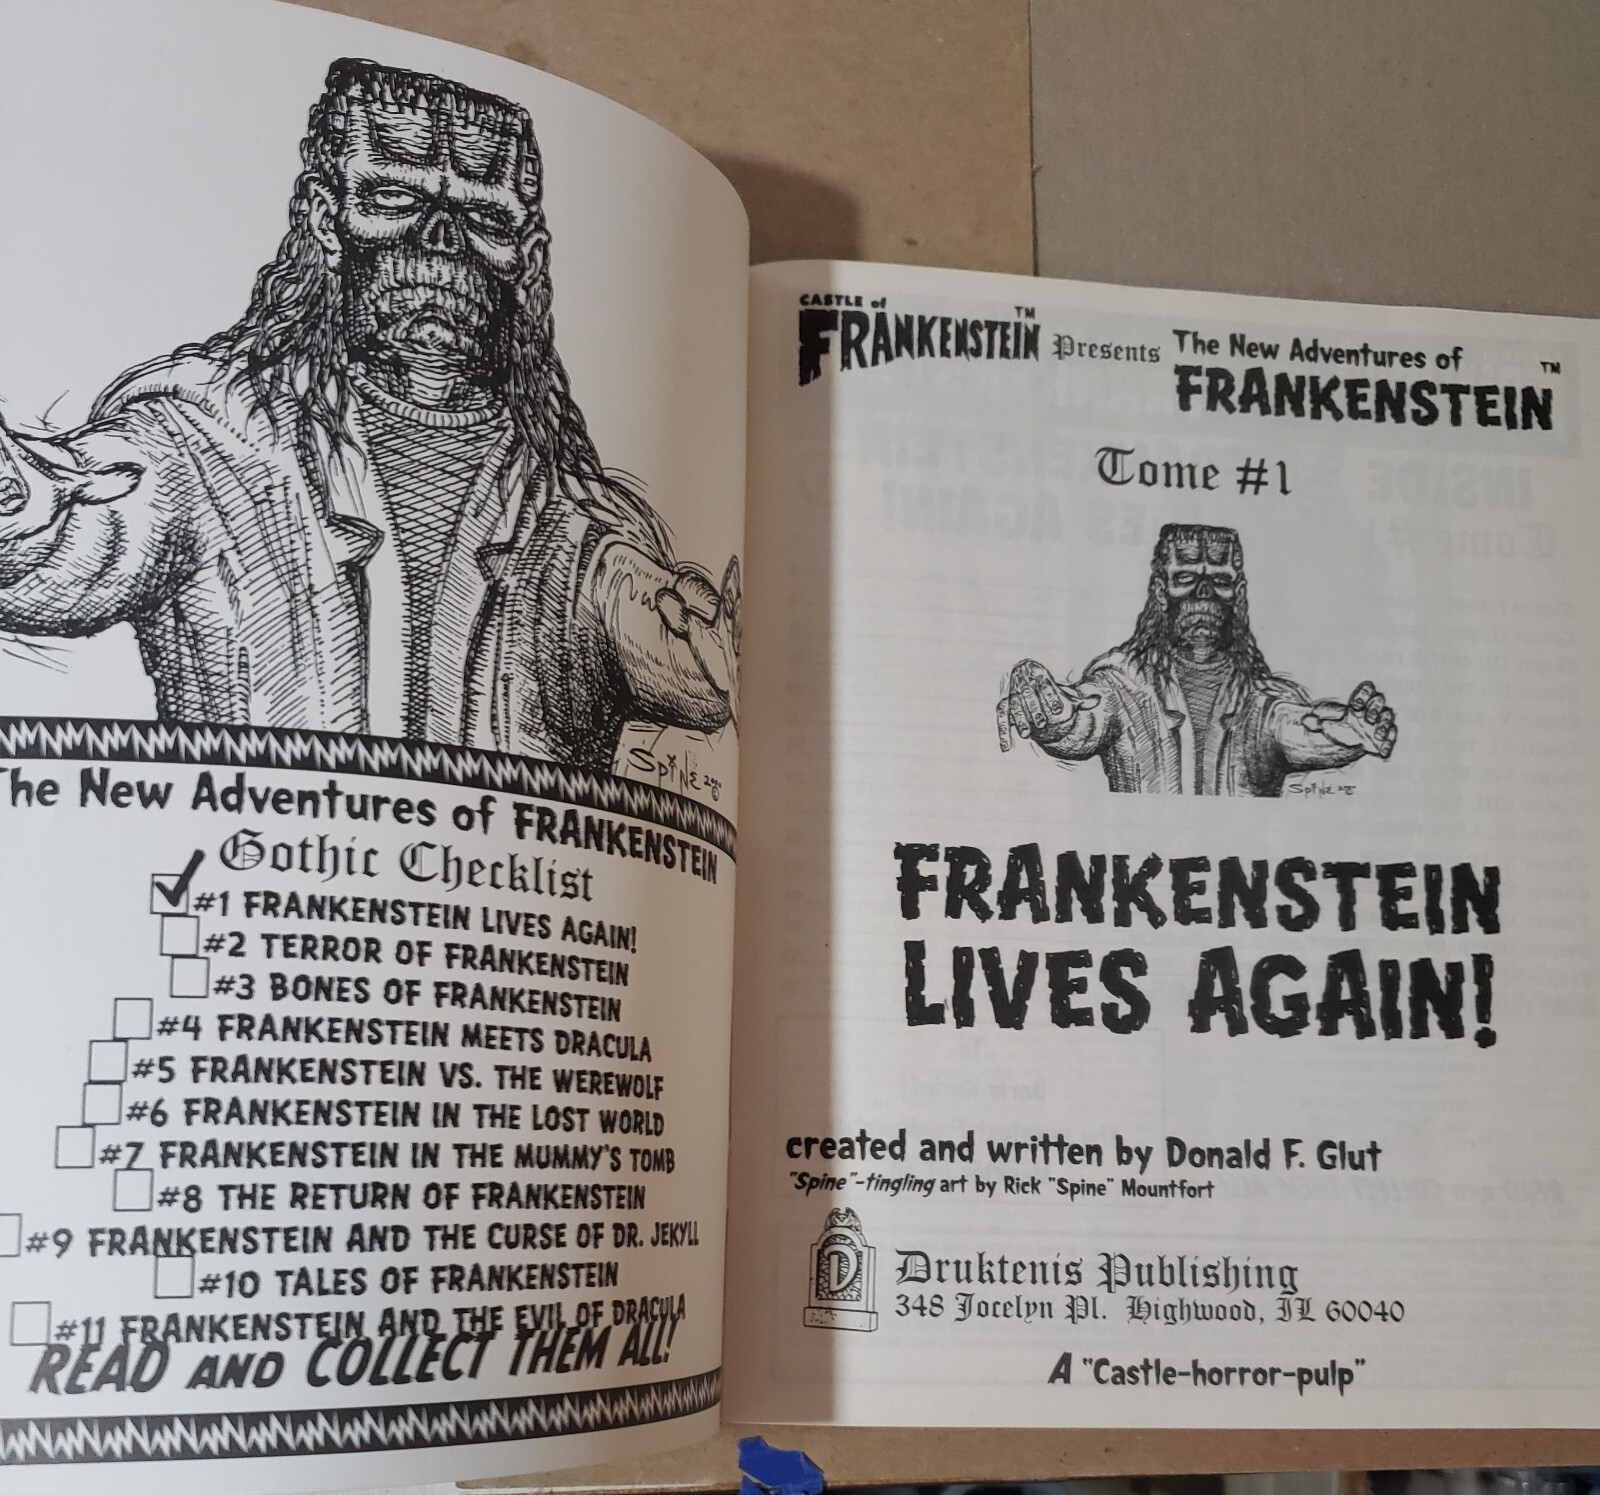 SPiNE
The New Adventures of FRANKENSTEIN
Gothic Checklist
#1 FRANKENSTEIN LIVES AGAIN!
#2 TERROR OF FRANKENSTEIN
#3 BONES OF FRANKENSTEIN
#4 FRANKENSTEIN MEETS DRACULA
#5 FRANKENSTEIN VS. THE WEREWOLF
#6 FRANKENSTEIN IN THE LOST WORLD
#7 FRANKENSTEIN IN THE MUMMY'S TOMB
#8 THE RETURN OF FRANKENSTEIN
#9 FRANKENSTEIN AND THE CURSE OF DR. JEKYLL
#10 TALES OF FRANKENSTEIN
#11 FRANKENSTEIN AND THE EVIL OF DRACULA
READ AND COLLECT THEM ALL!
CASTLE of
FRANKENSTEIN™ Presents The New Adventures of
FRANKENSTEIN™
Tome #1
SPiNE
FRANKENSTEIN
LIVES AGAIN!
created and written by Donald F. Glut
"Spine"-tingling art by Rick "Spine" Mountfort
D
Druktenis Publishing
348 Jocelyn Pl. Highwood, IL 60040
A "Castle-horror-pulp"